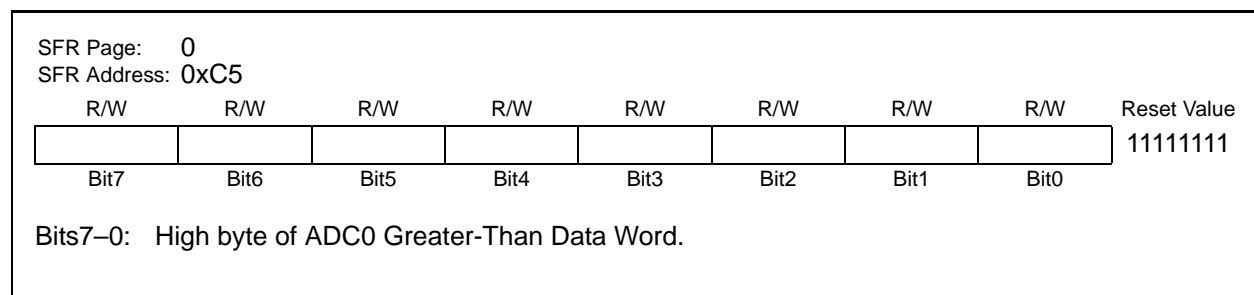 SFR Page: 0
SFR Address: 0xC5
R/W R/W R/W R/W R/W R/W R/W R/W Reset Value
11111111
Bit7 Bit6 Bit5 Bit4 Bit3 Bit2 Bit1 Bit0
Bits7–0: High byte of ADC0 Greater-Than Data Word.